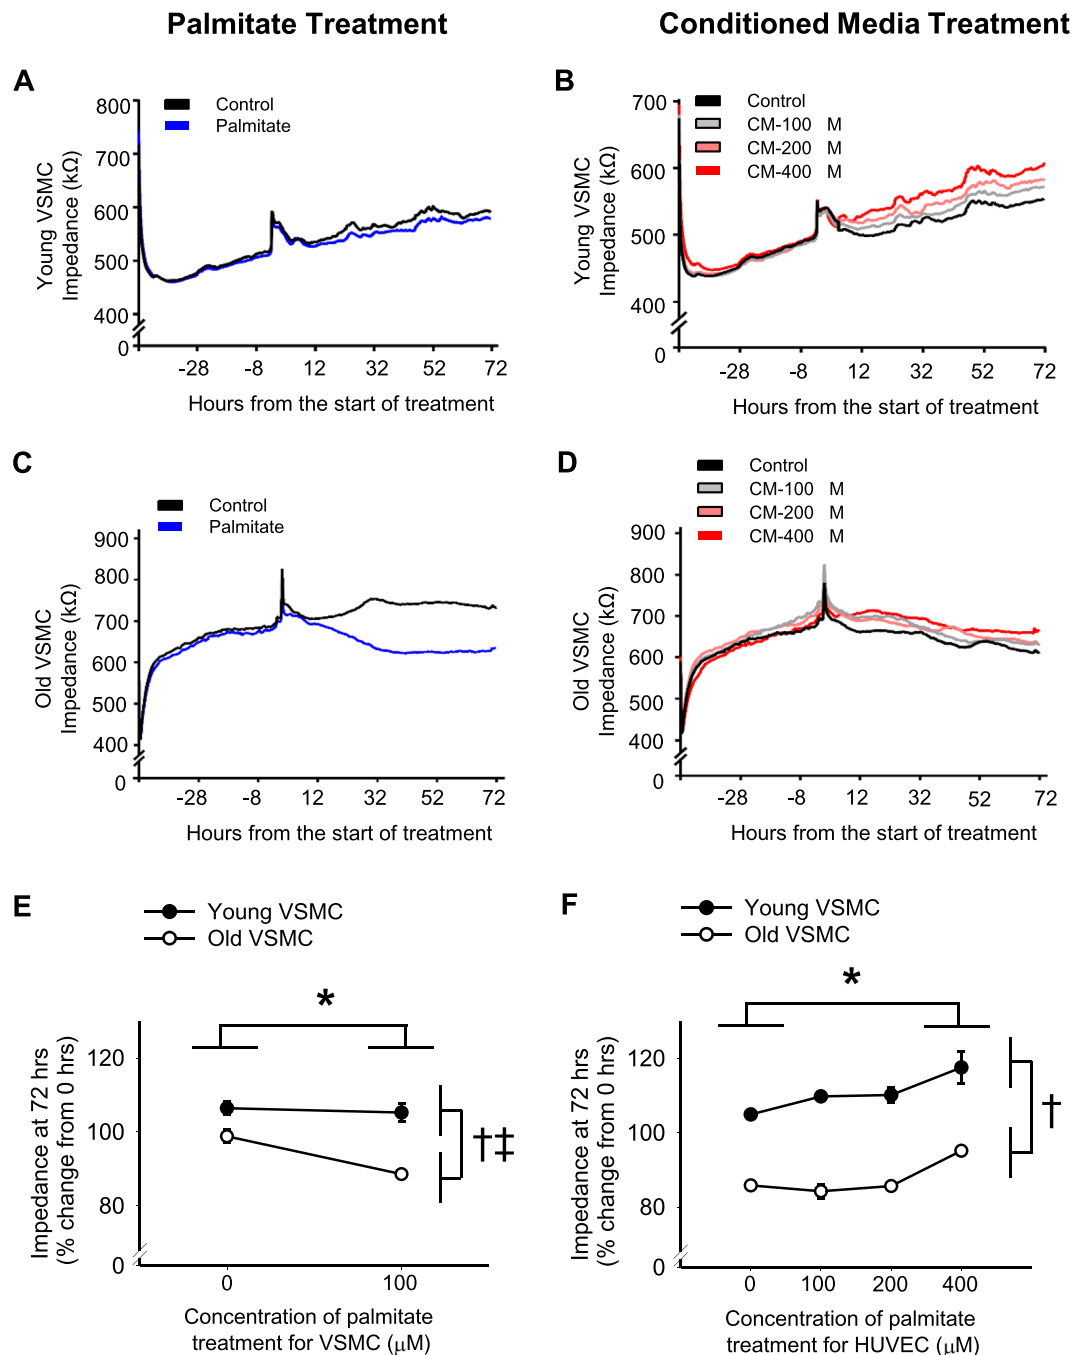 Palmitate Treatment
Conditioned Media Treatment
A
Control
Palmitate
Young VSMC
Impedance (kΩ)
800
700
600
500
400
0
-28 -8 12 32 52 72
Hours from the start of treatment
B
Control
CM-100 M
CM-200 M
CM-400 M
Young VSMC
Impedance (kΩ)
700
600
500
400
0
-28 -8 12 32 52 72
Hours from the start of treatment
C
Control
Palmitate
Old VSMC
Impedance (kΩ)
900
800
700
600
500
400
0
-28 -8 12 32 52 72
Hours from the start of treatment
D
Control
CM-100 M
CM-200 M
CM-400 M
Old VSMC
Impedance (kΩ)
900
800
700
600
500
400
0
-28 -8 12 32 52 72
Hours from the start of treatment
E
Young VSMC
Old VSMC
*
†‡
Impedance at 72 hrs
(% change from 0 hrs)
120
100
80
0
0 100
Concentration of palmitate
treatment for VSMC (μM)
F
Young VSMC
Old VSMC
*
†
Impedance at 72 hrs
(% change from 0 hrs)
120
100
80
0
0 100 200 400
Concentration of palmitate
treatment for HUVEC (μM)